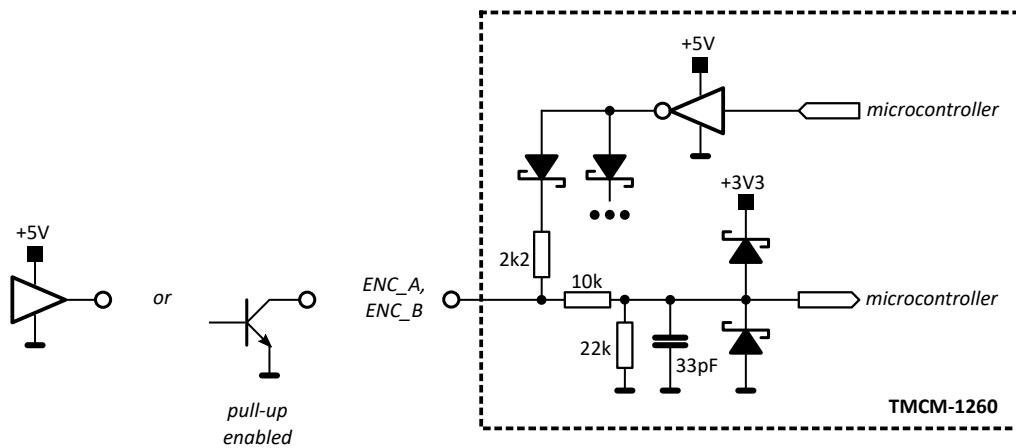 +5V
microcontroller
+3V3
•••
+5V
2k2
or
ENC_A,
ENC_B
10k
microcontroller
22k
33pF
pull-up
enabled
TMCM-1260